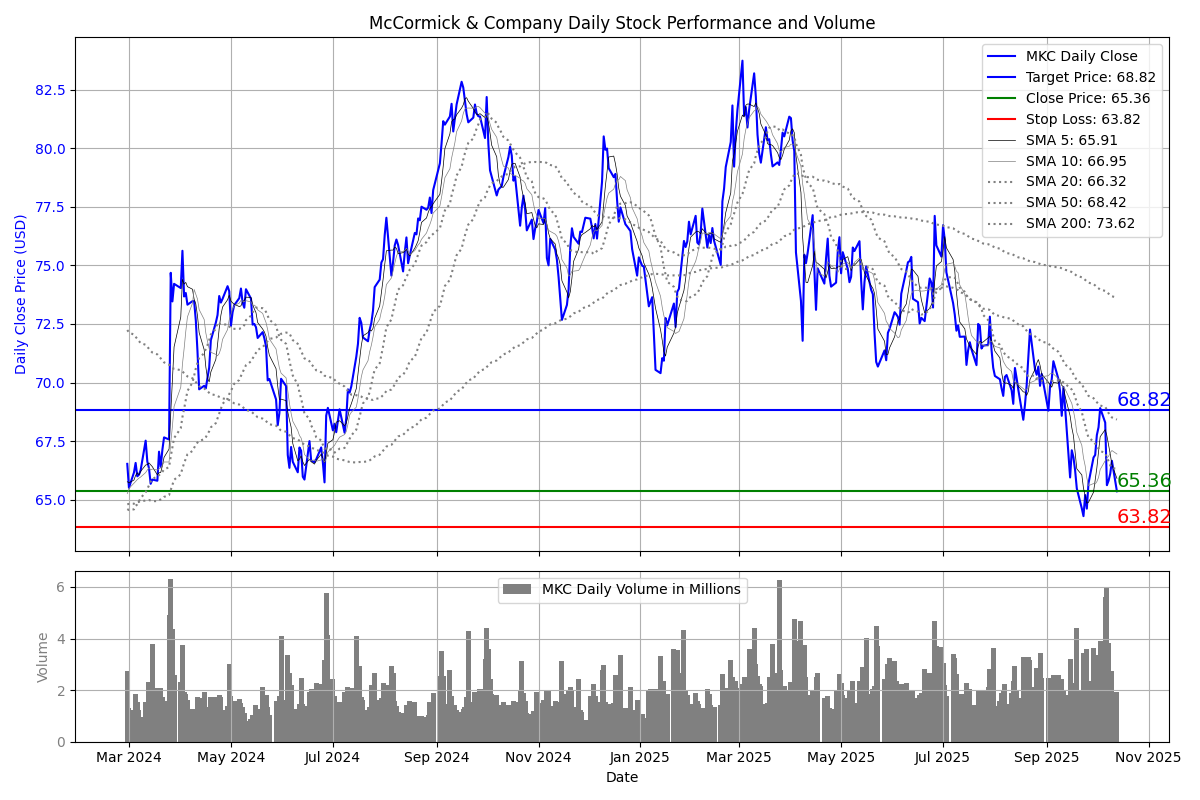 McCormick & Company Daily Stock Performance and Volume
Daily Close Price (USD)
82.5
80.0
77.5
75.0
72.5
70.0
67.5
65.0
MKC Daily Close
Target Price: 68.82
Close Price: 65.36
Stop Loss: 63.82
SMA 5: 65.91
SMA 10: 66.95
SMA 20: 66.32
SMA 50: 68.42
SMA 200: 73.62
68.82
65.36
63.82
Volume
6
4
2
0
MKC Daily Volume in Millions
Mar 2024 May 2024 Jul 2024 Sep 2024 Nov 2024 Jan 2025 Mar 2025 May 2025 Jul 2025 Sep 2025 Nov 2025
Date